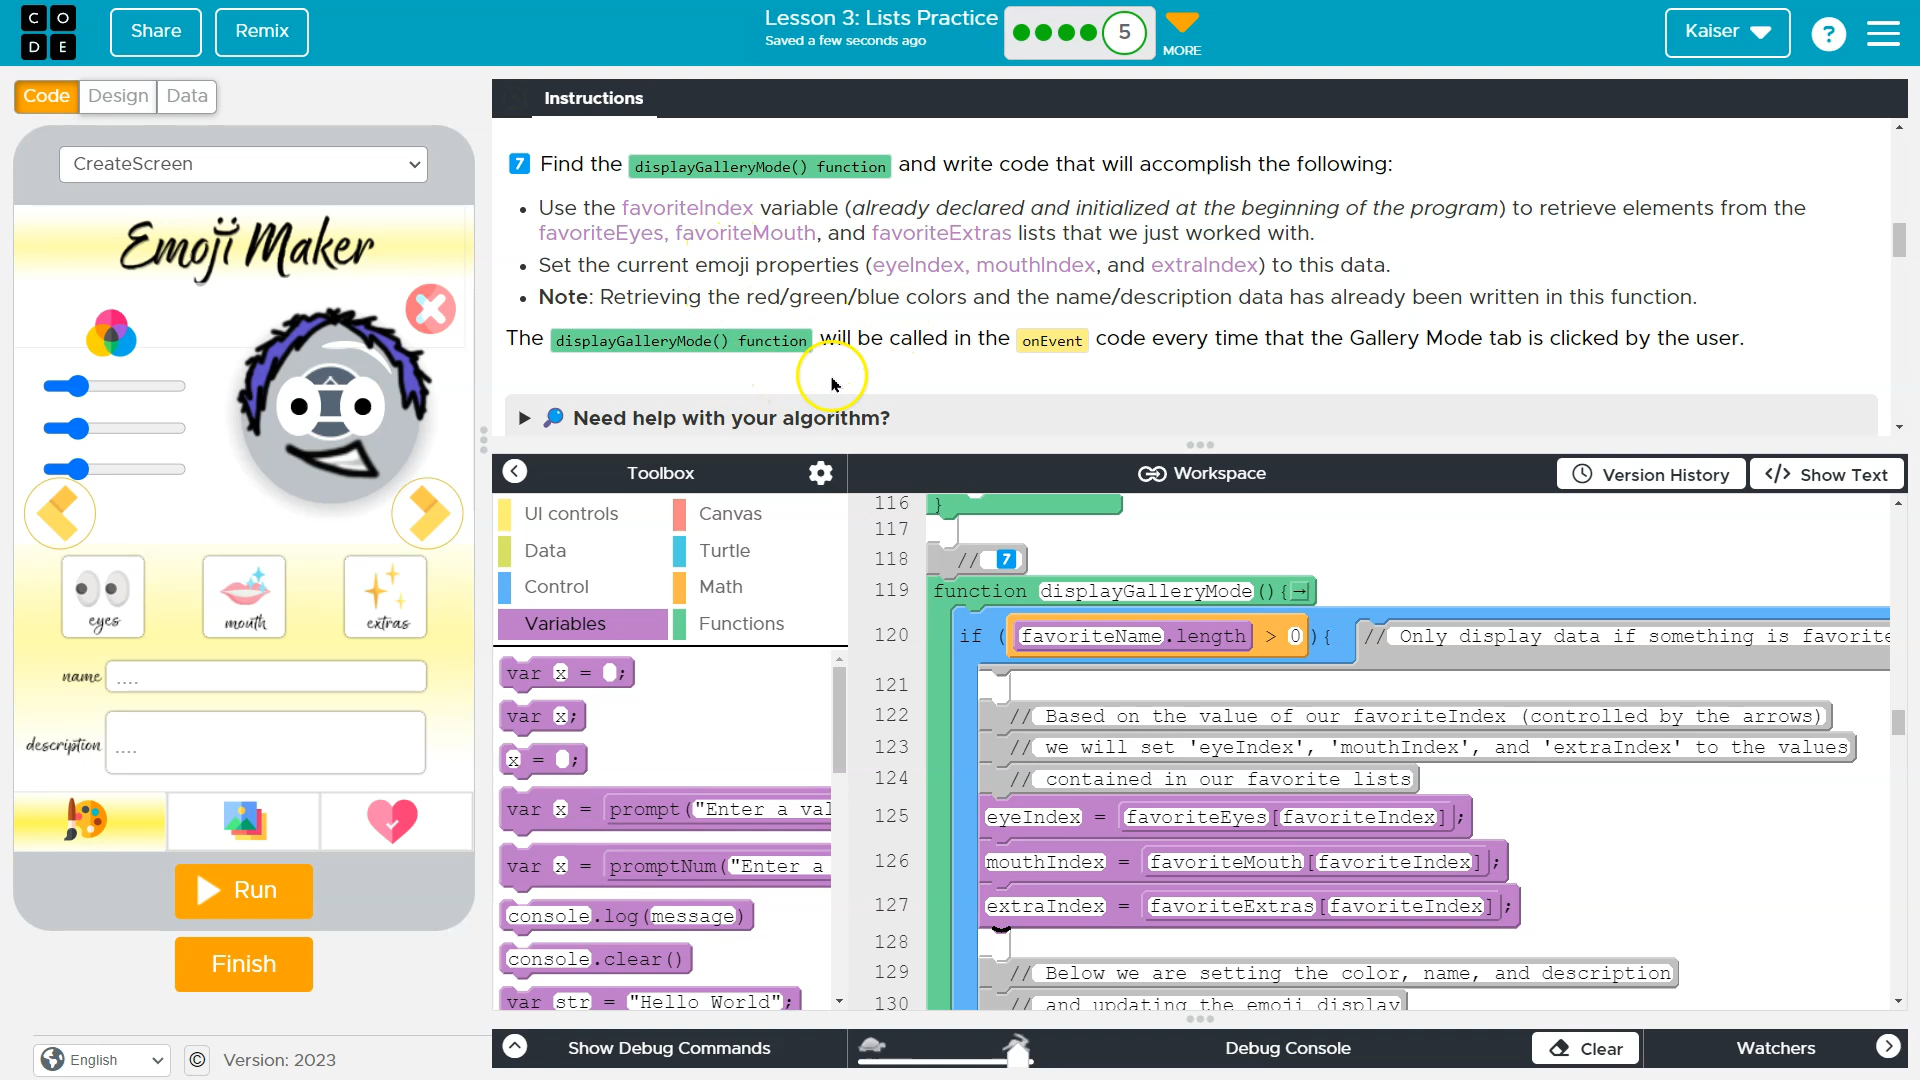 C O
D E
Share
Remix
Lesson 3: Lists Practice
Saved a few seconds ago
5
MORE
Kaiser
?
Code
Design
Data
Instructions
CreateScreen
Emoji Maker
eyes
mouth
extras
name
....
description
....
Run
Finish
English
©
Version: 2023
7 Find the displayGalleryMode() function and write code that will accomplish the following:
• Use the favoriteIndex variable (already declared and initialized at the beginning of the program) to retrieve elements from the
favoriteEyes, favoriteMouth, and favoriteExtras lists that we just worked with.
• Set the current emoji properties (eyeIndex, mouthIndex, and extraIndex) to this data.
• Note: Retrieving the red/green/blue colors and the name/description data has already been written in this function.
The displayGalleryMode() function will be called in the onEvent code every time that the Gallery Mode tab is clicked by the user.
Need help with your algorithm?
Toolbox
Workspace
Version History
</> Show Text
UI controls
Canvas
Data
Turtle
Control
Math
Variables
Functions
var x = ;
var x;
x = ;
var x = prompt("Enter a val
var x = promptNum("Enter a
console.log(message)
console.clear()
var str = "Hello World";
116 }
117
118 // 7
119 function displayGalleryMode(){
120 if (favoriteName.length > 0){ // Only display data if something is favorite
121
122 // Based on the value of our favoriteIndex (controlled by the arrows)
123 // we will set 'eyeIndex', 'mouthIndex', and 'extraIndex' to the values
124 // contained in our favorite lists
125 eyeIndex = favoriteEyes[favoriteIndex];
126 mouthIndex = favoriteMouth[favoriteIndex];
127 extraIndex = favoriteExtras[favoriteIndex];
128
129 // Below we are setting the color, name, and description
130 // and updating the emoji display
Show Debug Commands
Debug Console
Clear
Watchers